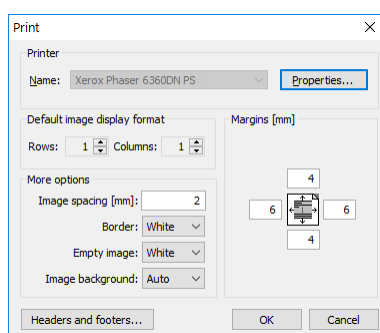 Print
Printer
Name: Xerox Phaser 6360DN PS Properties...
Default image display format
Rows: 1 Columns: 1
More options
Image spacing [mm]: 2
Border: White
Empty image: White
Image background: Auto
Margins [mm]
4
6 6
4
Headers and footers... OK Cancel